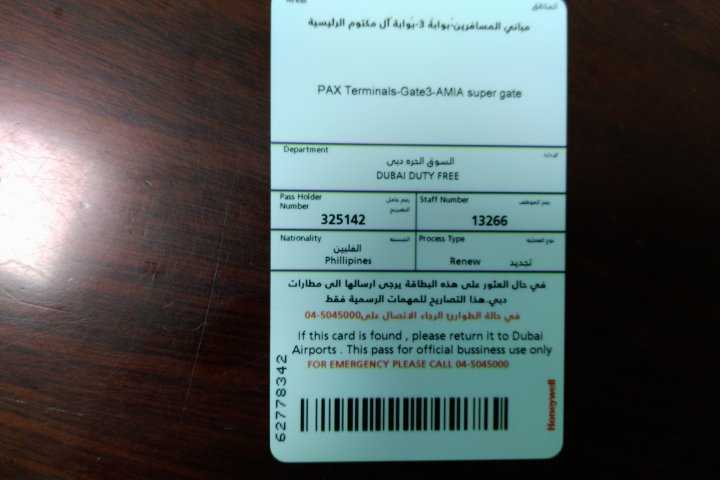 Areas المناطق
مباني المسافرين-بوابة 3-بوابة آل مكتوم الرئيسية
PAX Terminals-Gate3-AMIA super gate
Department الإدارة
السوق الحره دبي
DUBAI DUTY FREE
Pass Holder Number رقم حامل التصريح
325142
Staff Number رقم الموظف
13266
Nationality الجنسية
الفلبين
Phillipines
Process Type نوع العملية
Renew تجديد
في حال العثور على هذه البطاقة يرجى ارسالها الى مطارات
دبي.هذا التصاريح للمهمات الرسمية فقط
في حالة الطوارئ الرجاء الاتصال على04-5045000
If this card is found , please return it to Dubai
Airports . This pass for official bussiness use only
FOR EMERGENCY PLEASE CALL 04-5045000
62778342
Honeywell